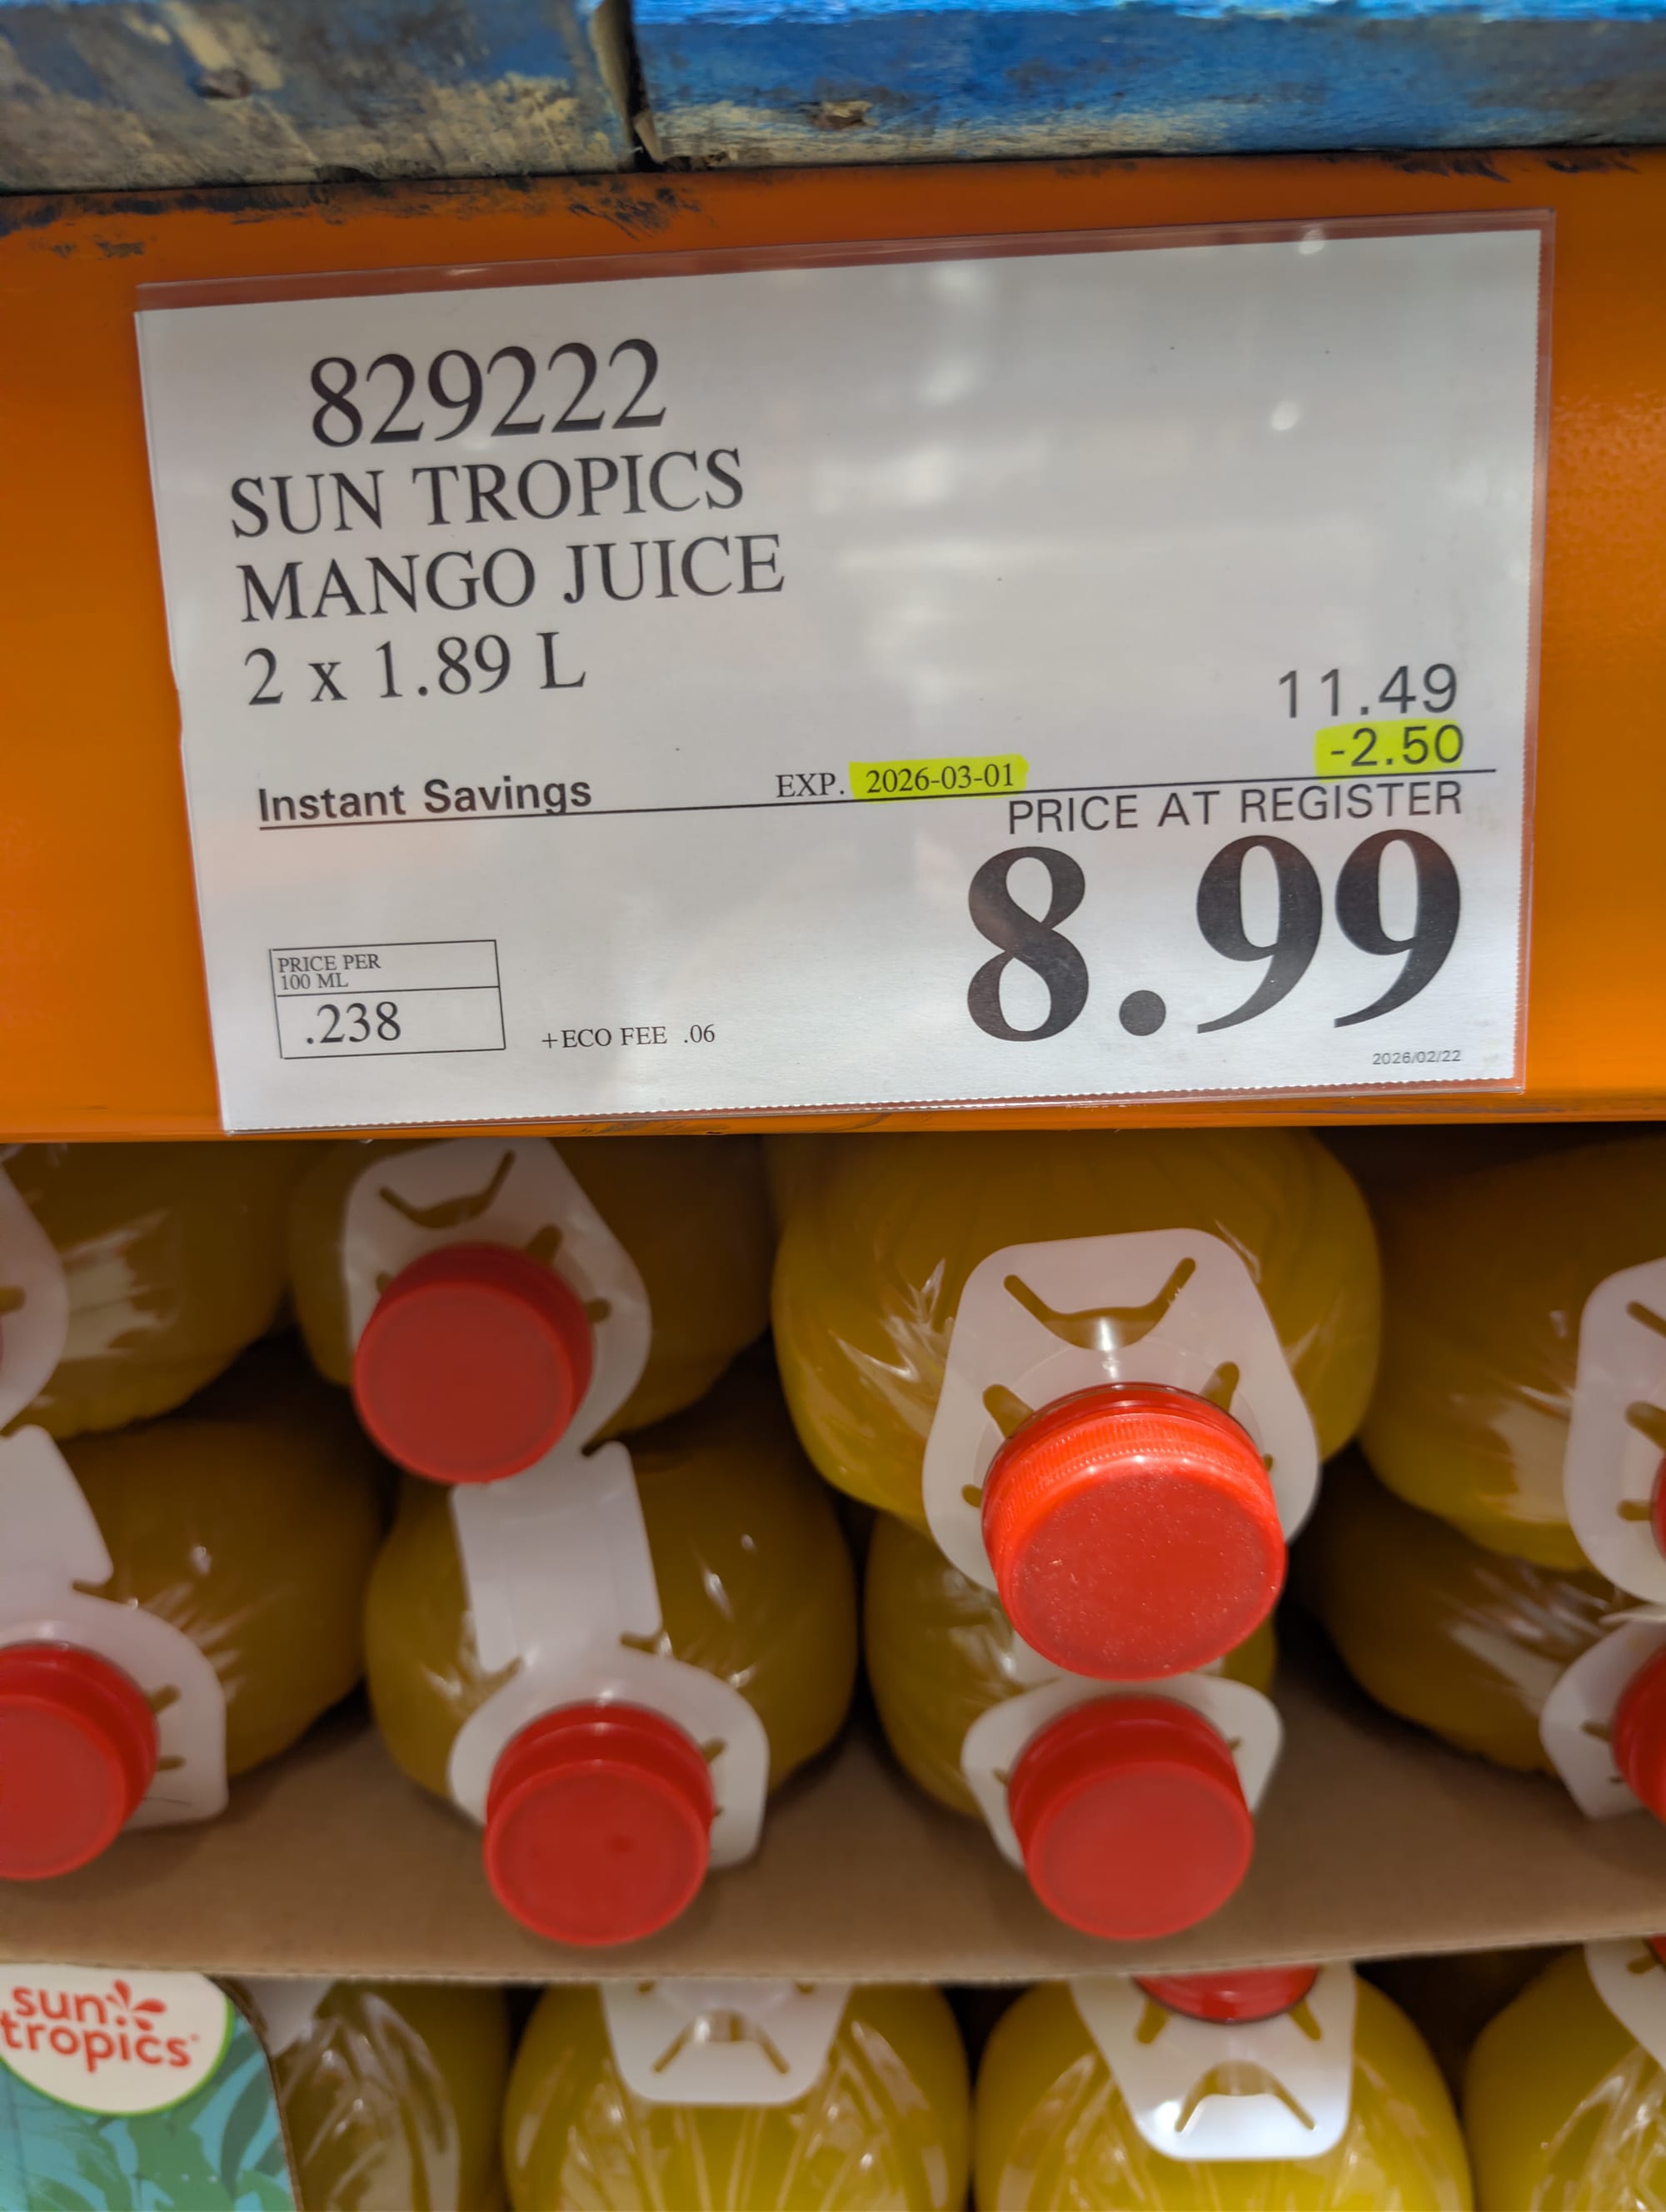 829222
SUN TROPICS
MANGO JUICE
2 x 1.89 L
11.49
-2.50
Instant Savings EXP. 2026-03-01
PRICE AT REGISTER
8.99
PRICE PER
100 ML
.238
+ECO FEE .06
2026/02/22
sun
tropics